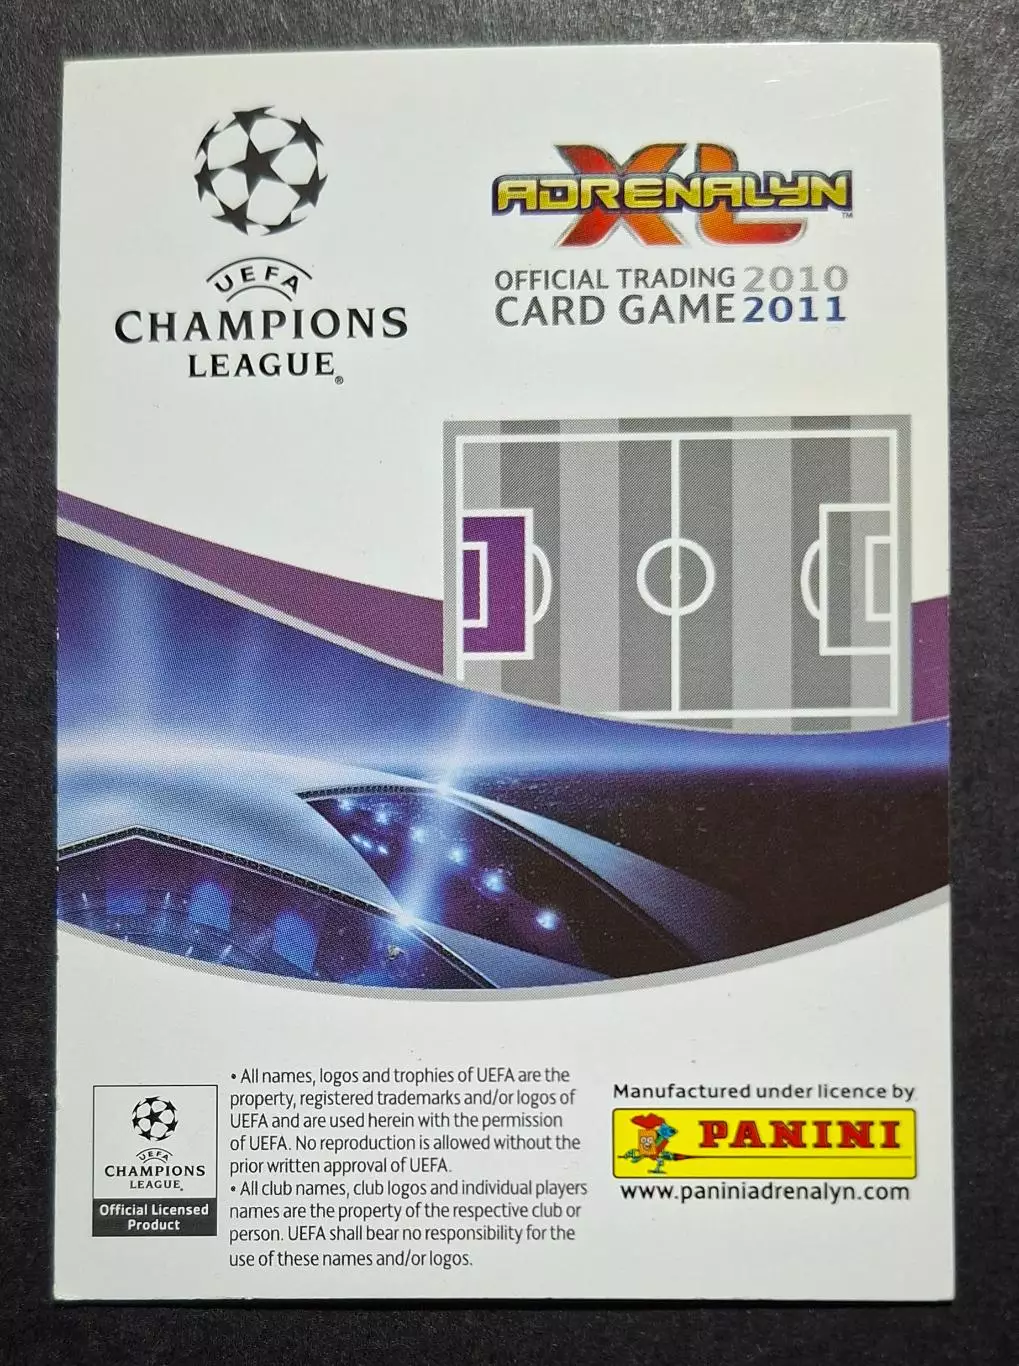 UEFA
CHAMPIONS
LEAGUE®
ADRENALYN XL™
OFFICIAL TRADING
CARD GAME
2010
2011
• All names, logos and trophies of UEFA are the
property, registered trademarks and/or logos of
UEFA and are used herein with the permission
of UEFA. No reproduction is allowed without the
prior written approval of UEFA.
• All club names, club logos and individual players
names are the property of the respective club or
person. UEFA shall bear no responsibility for the
use of these names and/or logos.
UEFA
CHAMPIONS
LEAGUE
Official Licensed
Product
Manufactured under licence by
PANINI
www.paniniadrenalyn.com